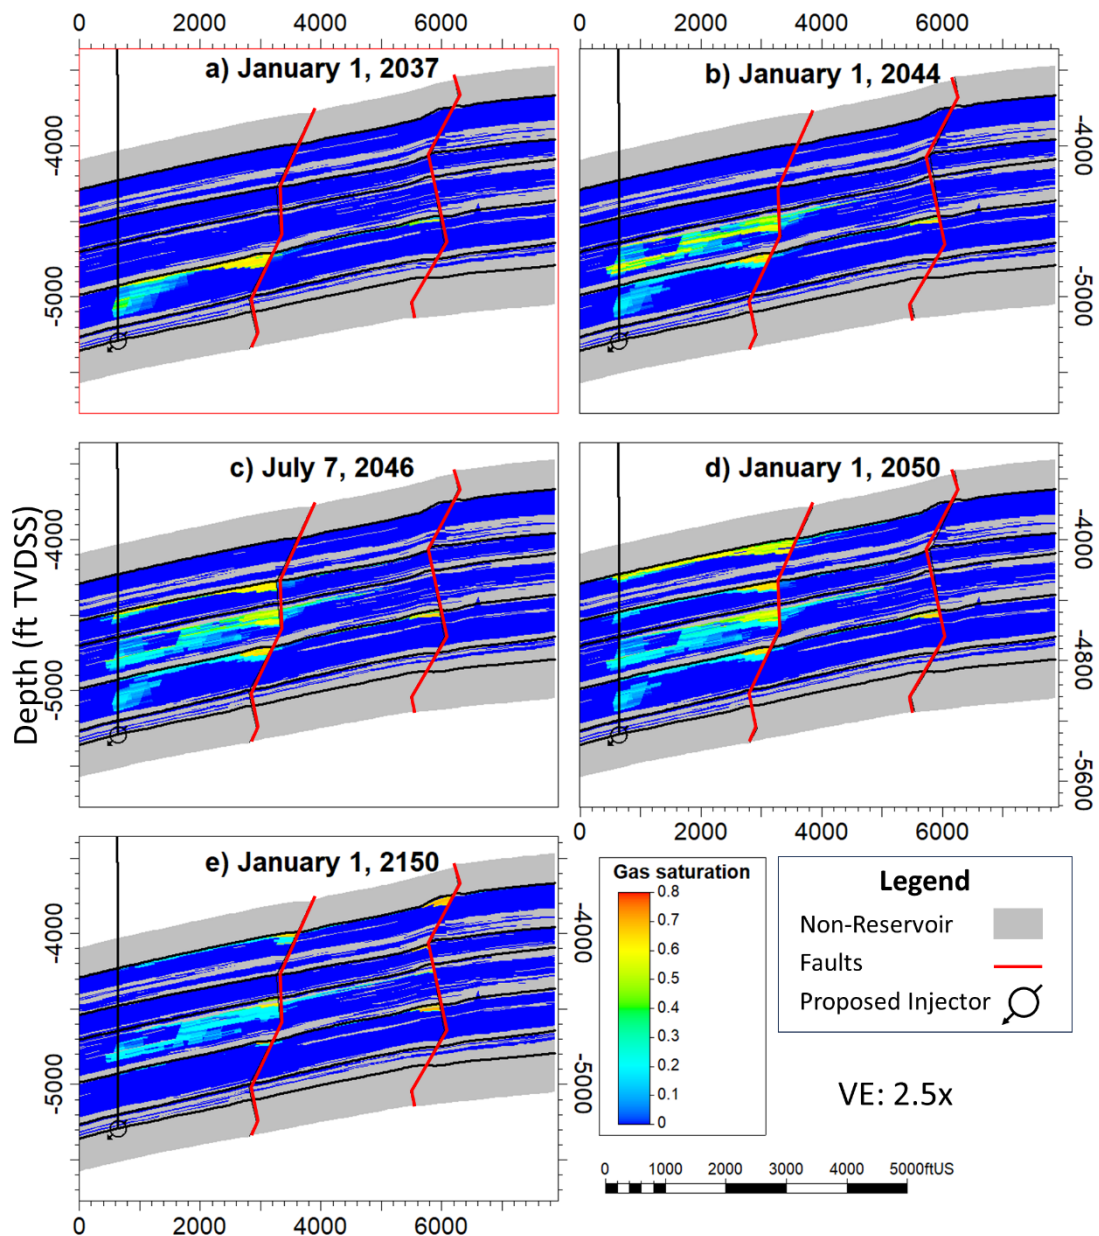 0 2000 4000 6000
0 2000 4000 6000
a) January 1, 2037
b) January 1, 2044
-4000
-5000
-4000
-5000
c) July 7, 2046
d) January 1, 2050
Depth (ft TVDSS)
-4000
-5000
-4000
-4800
-5600
0 2000 4000 6000
e) January 1, 2150
-4000
-5000
-4000
-5000
0 2000 4000 6000
Gas saturation
0.8
0.7
0.6
0.5
0.4
0.3
0.2
0.1
0
Legend
Non-Reservoir
Faults
Proposed Injector
VE: 2.5x
0 1000 2000 3000 4000 5000ftUS